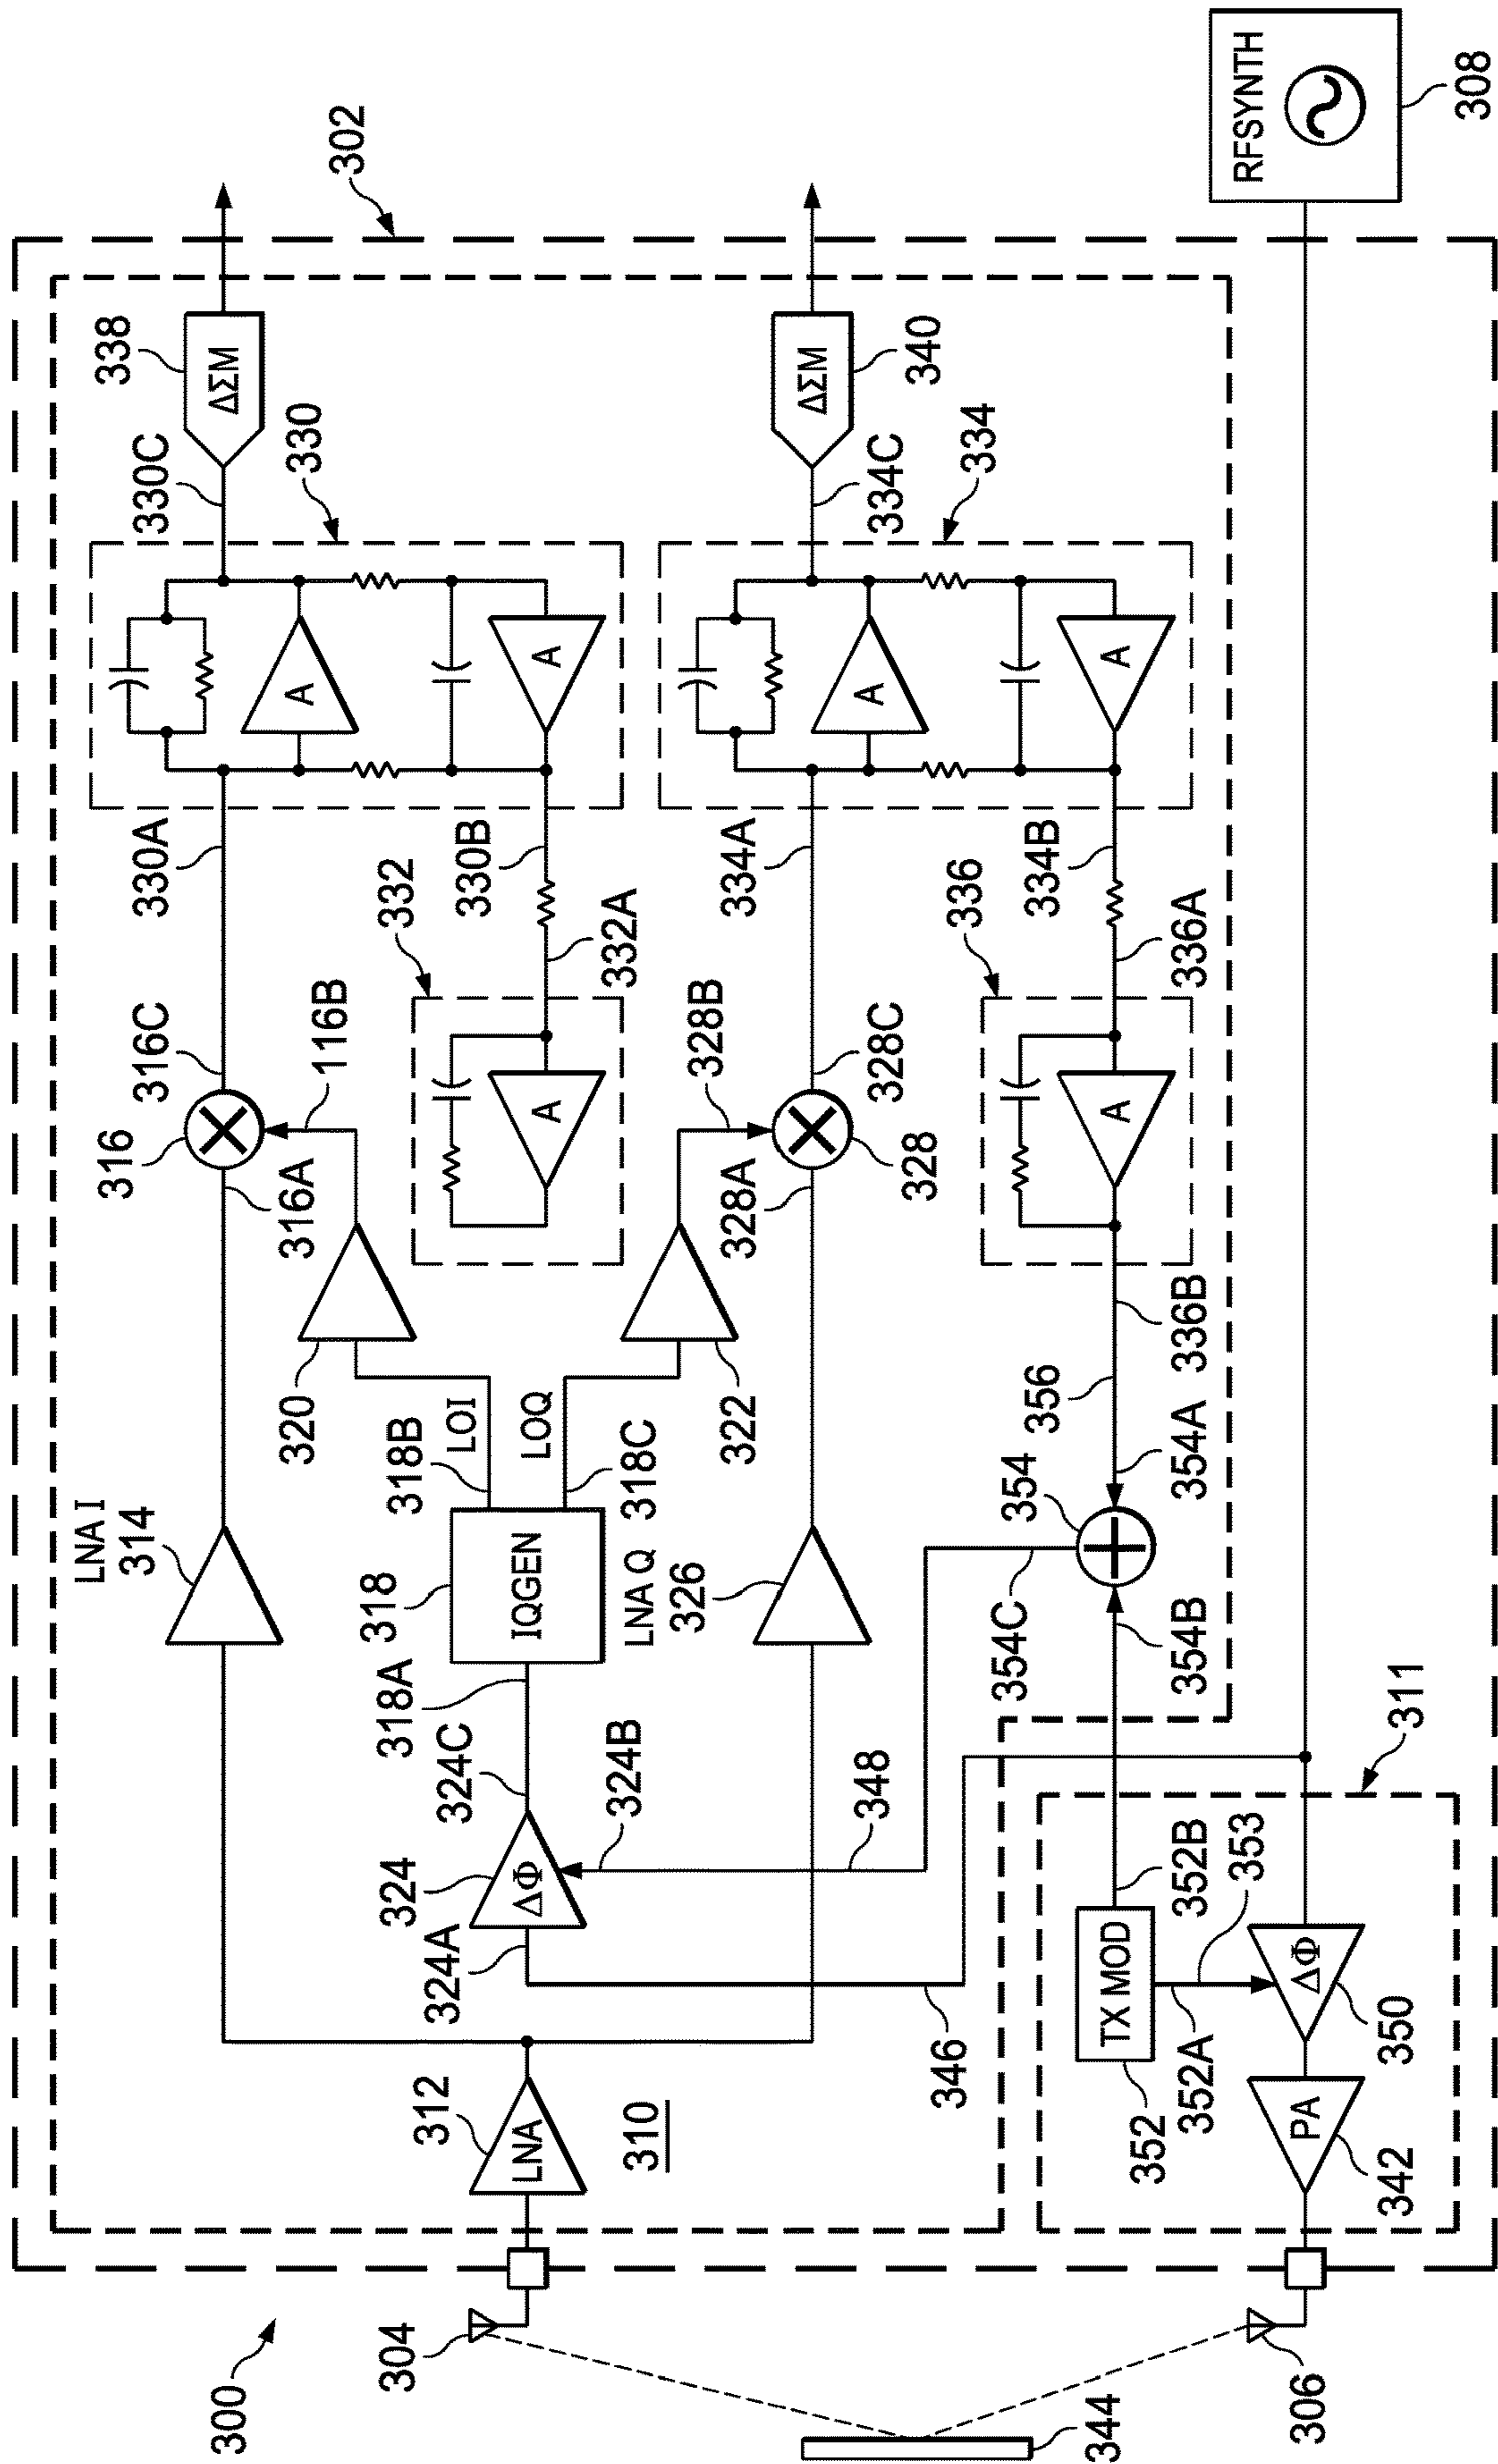 300
302
304
306
308
RFSYNTH
310
311
312
LNA
LNA I
314
316
316A
116B
316C
318
IQGEN
318A
318B
LOI
LOQ
318C
320
322
324
ΔΦ
324A
324B
324C
LNA Q
326
328
328A
328B
328C
330
330A
330B
330C
A
A
332
332A
A
334
334A
334B
334C
A
A
336
336A
336B
A
338
ΔΣM
340
ΔΣM
342
PA
344
346
348
350
ΔΦ
352
TX MOD
352A
352B
353
354
354A
354B
354C
356